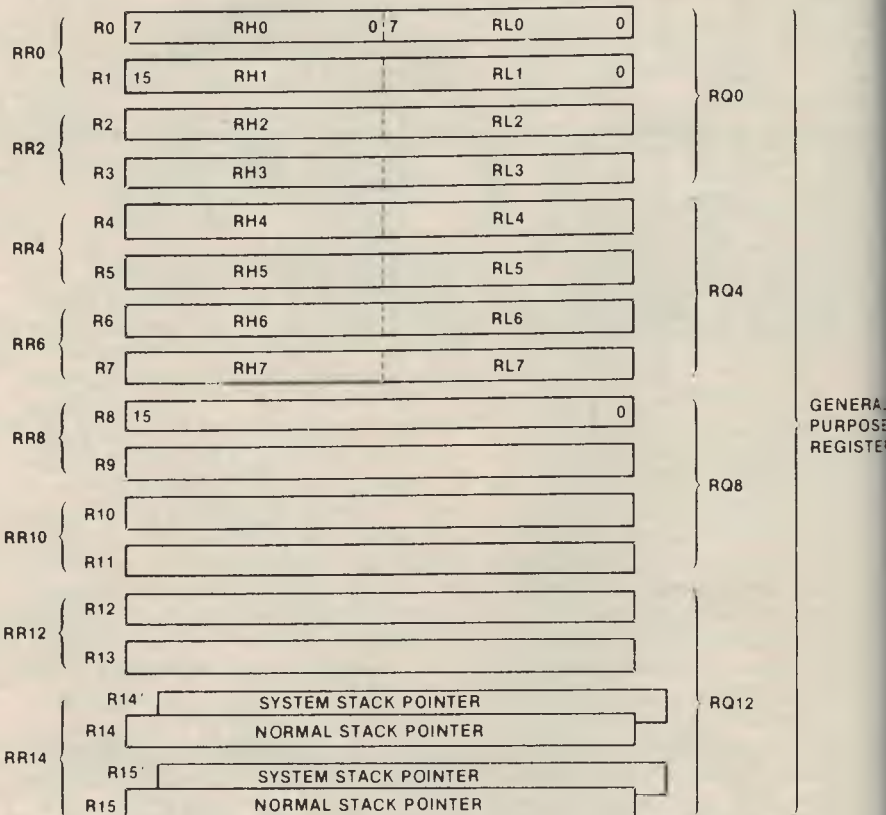 R0 7 RH0 0 7 RL0 0
RR0
R1 15 RH1 RL1 0
RQ0
R2 RH2 RL2
RR2
R3 RH3 RL3
R4 RH4 RL4
RR4
R5 RH5 RL5
RQ4
R6 RH6 RL6
RR6
R7 RH7 RL7
R8 15 0
GENERAL
PURPOSE
REGISTER
RR8
R9
RQ8
R10
RR10
R11
R12
RR12
R13
R14' SYSTEM STACK POINTER
RQ12
R14 NORMAL STACK POINTER
RR14
R15' SYSTEM STACK POINTER
R15 NORMAL STACK POINTER